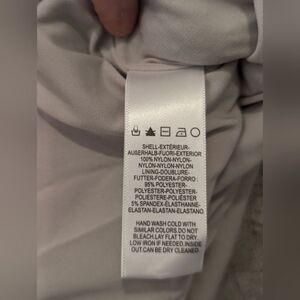 SHELL-EXTÉRIEUR-
AUßERHALB-FUORI-EXTERIOR
100% NYLON-NYLON-
NYLON-NYLON-NYLON
LINING-DOUBLURE-
FUTTER-FODERA-FORRO
95% POLYESTER-
POLYESTER-POLYESTER-
POLIESTERE-POLIÉSTER
5% SPANDEX-ELASTHANNE-
ELASTAN-ELASTAN-ELASTANO
HAND WASH COLD WITH
SIMILAR COLORS.DO NOT
BLEACH.LAY FLAT TO DRY.
LOW IRON IF NEEDED.INSIDE
OUT.CAN BE DRY CLEANED.